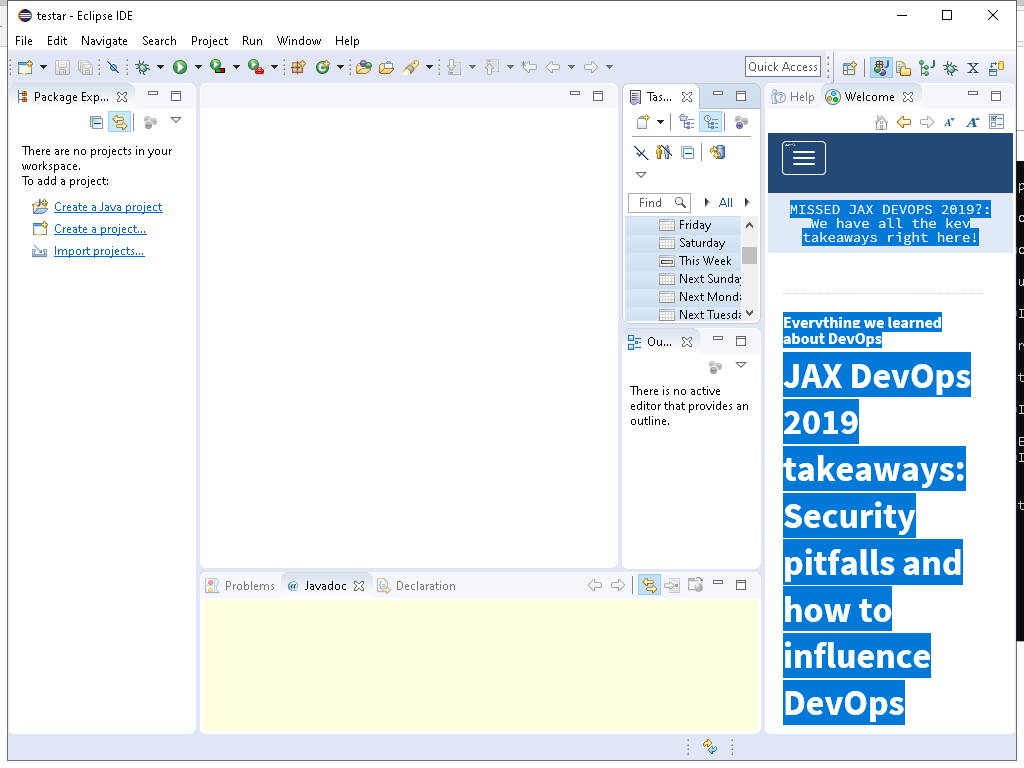 testar - Eclipse IDE
File Edit Navigate Search Project Run Window Help
Quick Access
Package Exp...
There are no projects in your
workspace.
To add a project:
Create a Java project
Create a project...
Import projects...
Tas...
Find
All
Friday
Saturday
This Week
Next Sunda
Next Mond
Next Tuesda
Ou...
There is no active
editor that provides an
outline.
Problems @ Javadoc Declaration
Help Welcome
MISSED JAX DEVOPS 2019?:
We have all the key
takeaways right here!
Everything we learned
about DevOps
JAX DevOps
2019
takeaways:
Security
pitfalls and
how to
influence
DevOps